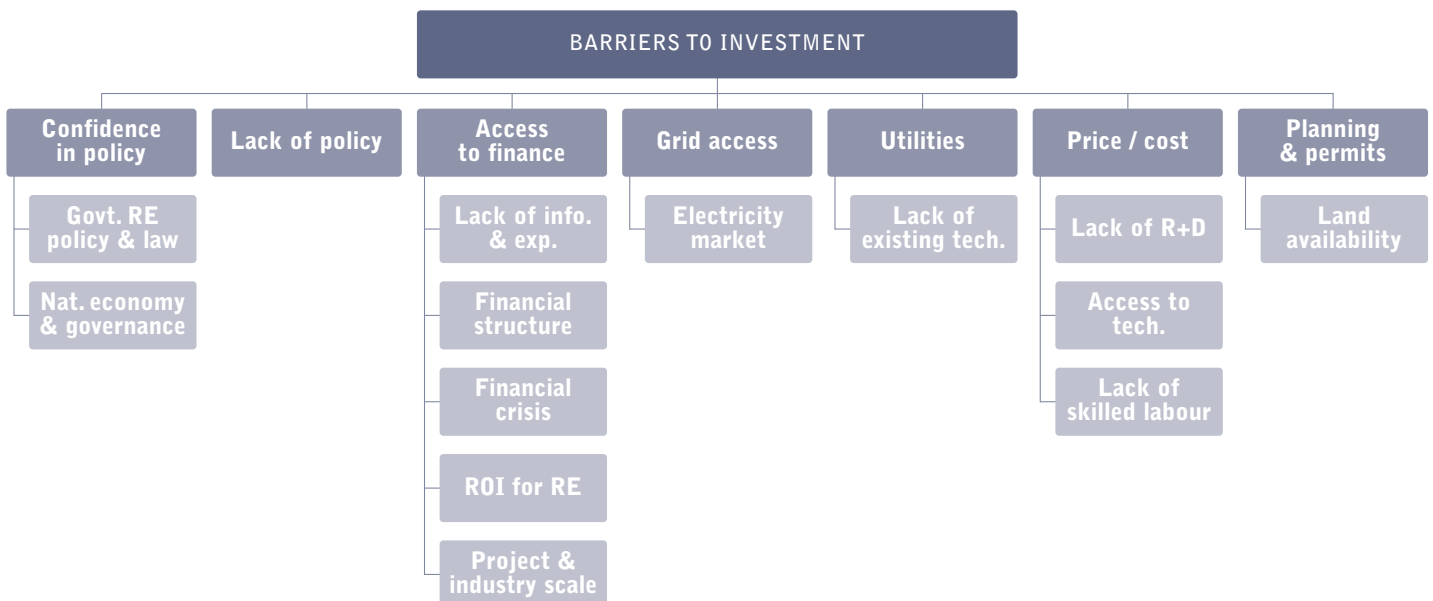 BARRIERS TO INVESTMENT
Confidence
in policy
Lack of policy
Access
to finance
Grid access
Utilities
Price / cost
Planning
& permits
Govt. RE
policy & law
Nat. economy
& governance
Lack of info.
& exp.
Financial
structure
Financial
crisis
ROI for RE
Project &
industry scale
Electricity
market
Lack of
existing tech.
Lack of R+D
Access to
tech.
Lack of
skilled labour
Land
availability